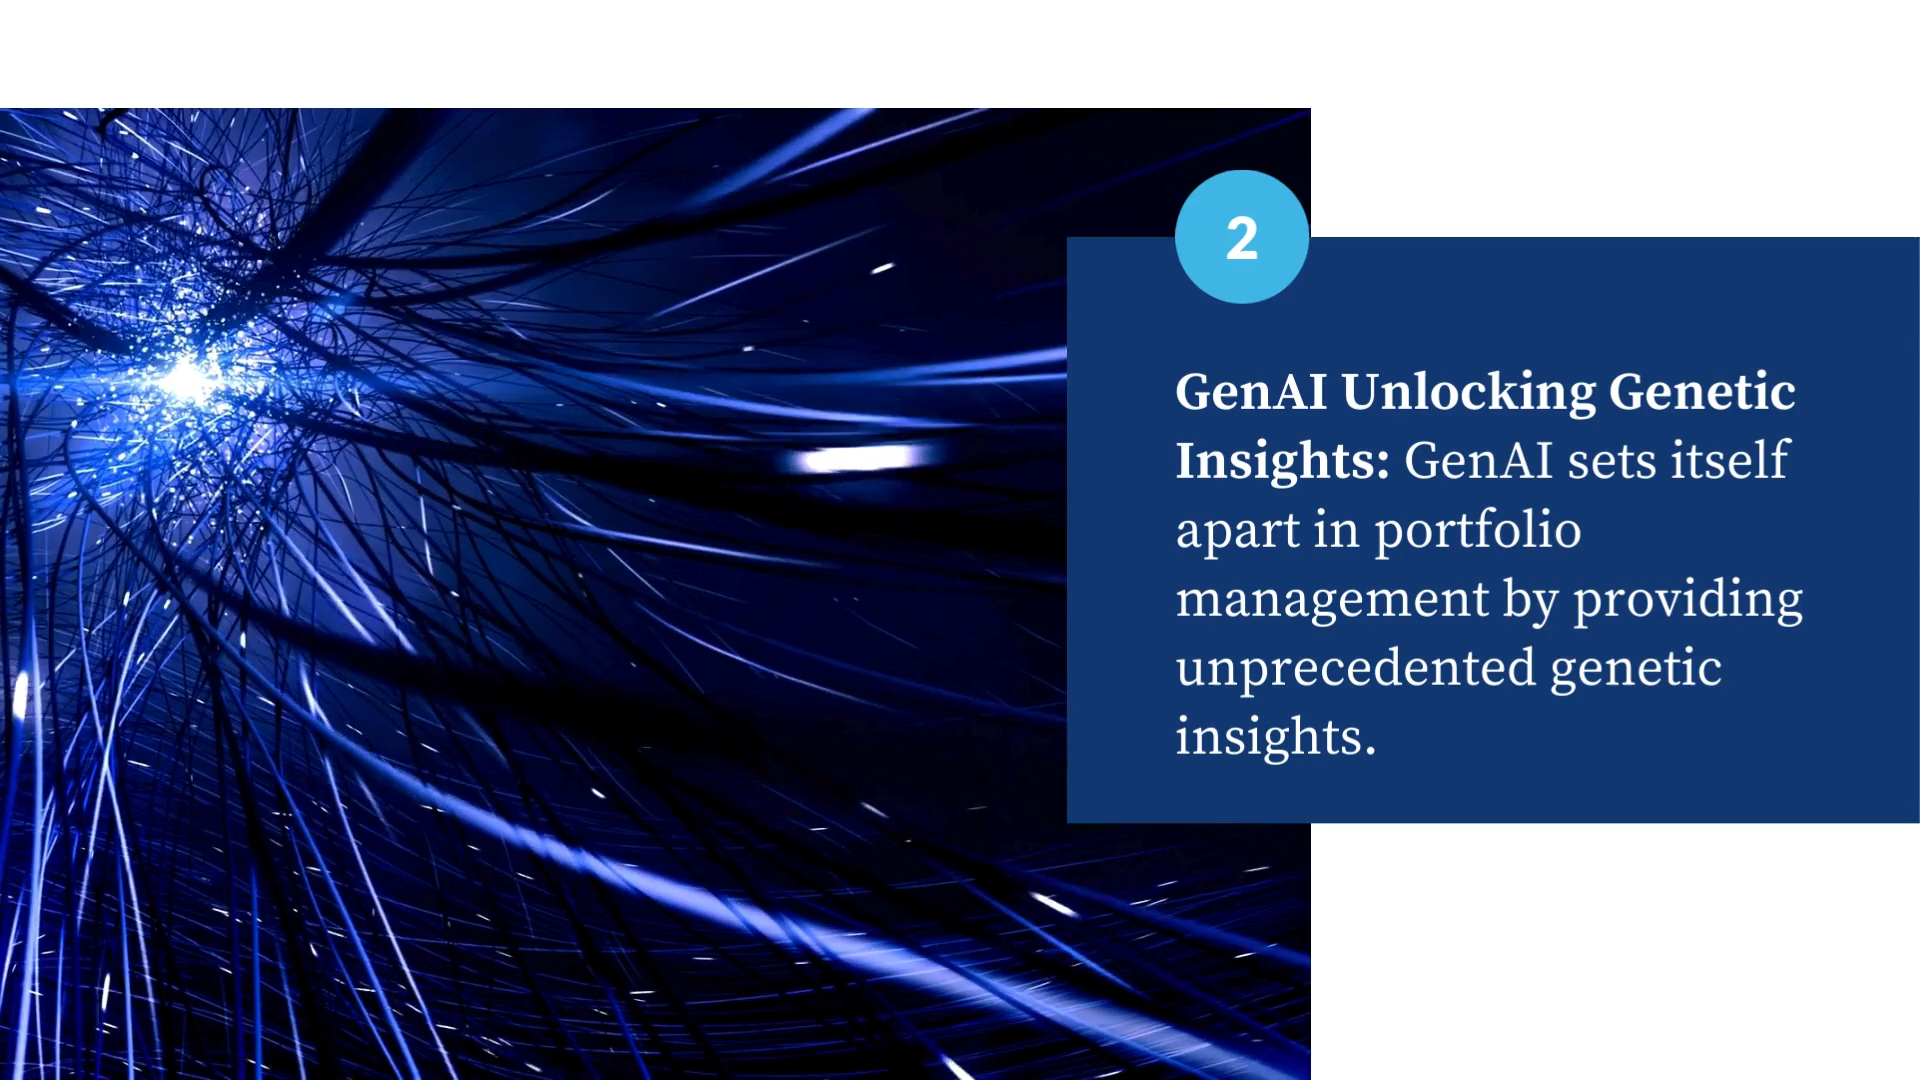 2
GenAI Unlocking Genetic
Insights: GenAI sets itself
apart in portfolio
management by providing
unprecedented genetic
insights.